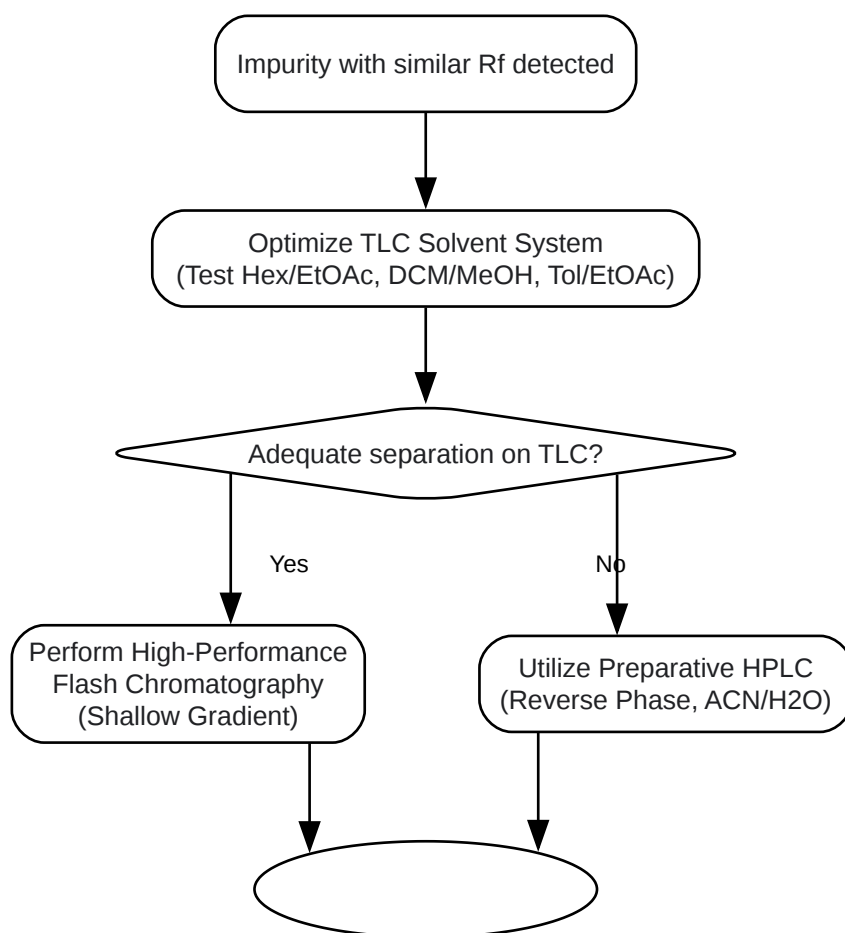 Impurity with similar Rf detected
Optimize TLC Solvent System
(Test Hex/EtOAc, DCM/MeOH, Tol/EtOAc)
Adequate separation on TLC?
Yes
No
Perform High-Performance
Flash Chromatography
(Shallow Gradient)
Utilize Preparative HPLC
(Reverse Phase, ACN/H2O)